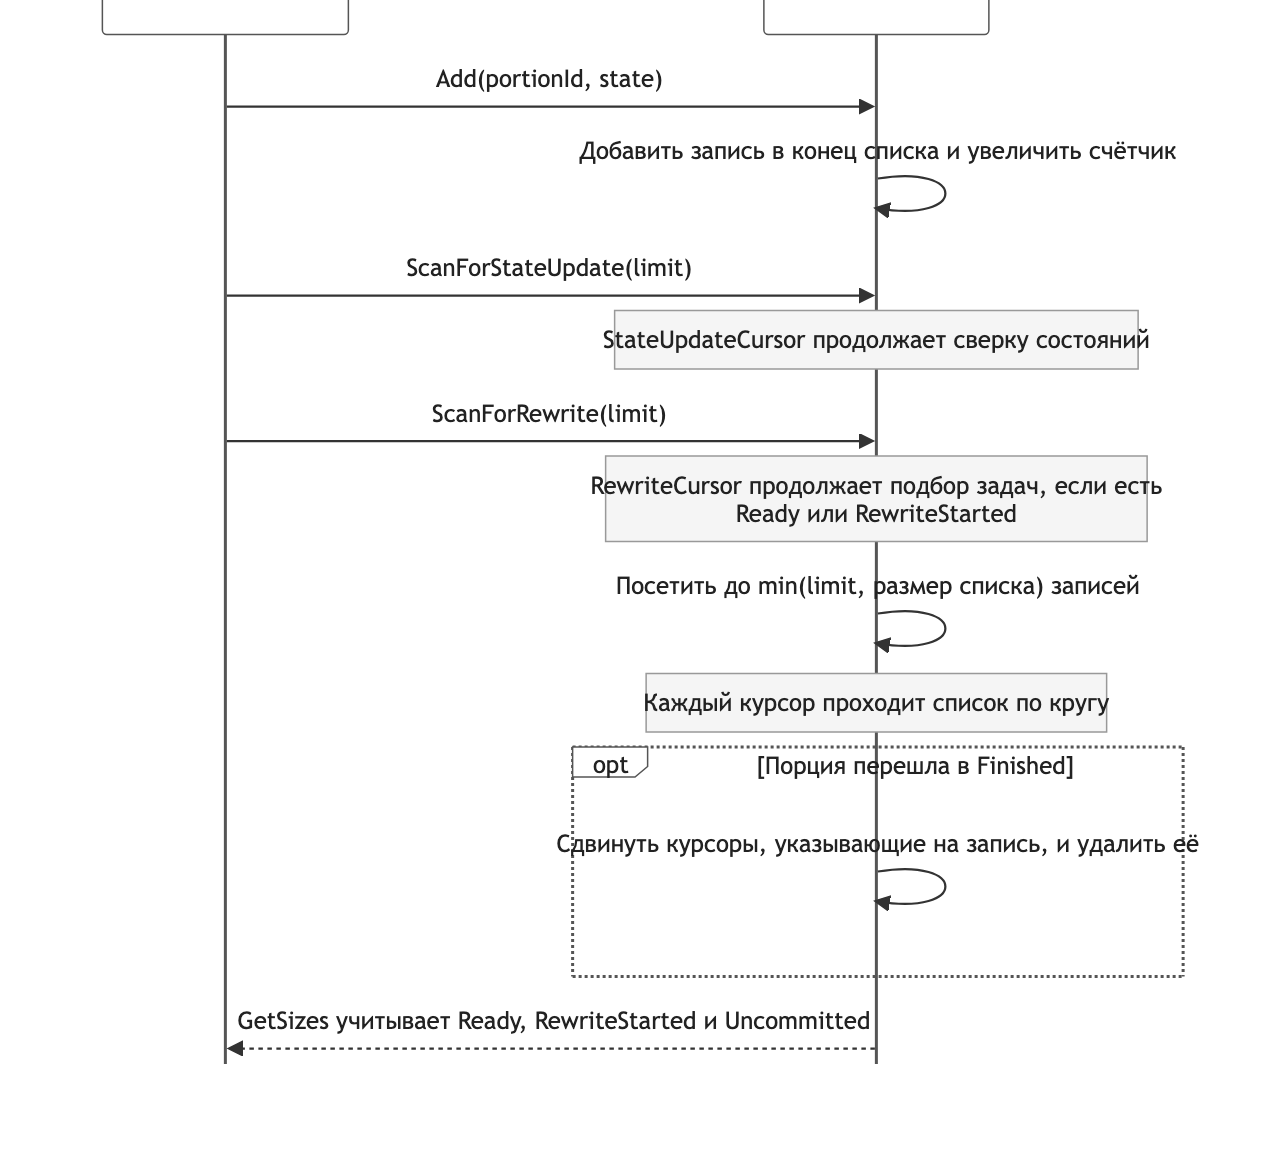 Add(portionId, state)
Добавить запись в конец списка и увеличить счётчик
ScanForStateUpdate(limit)
StateUpdateCursor продолжает сверку состояний
ScanForRewrite(limit)
RewriteCursor продолжает подбор задач, если есть
Ready или RewriteStarted
Посетить до min(limit, размер списка) записей
Каждый курсор проходит список по кругу
opt
[Порция перешла в Finished]
Сдвинуть курсоры, указывающие на запись, и удалить её
GetSizes учитывает Ready, RewriteStarted и Uncommitted